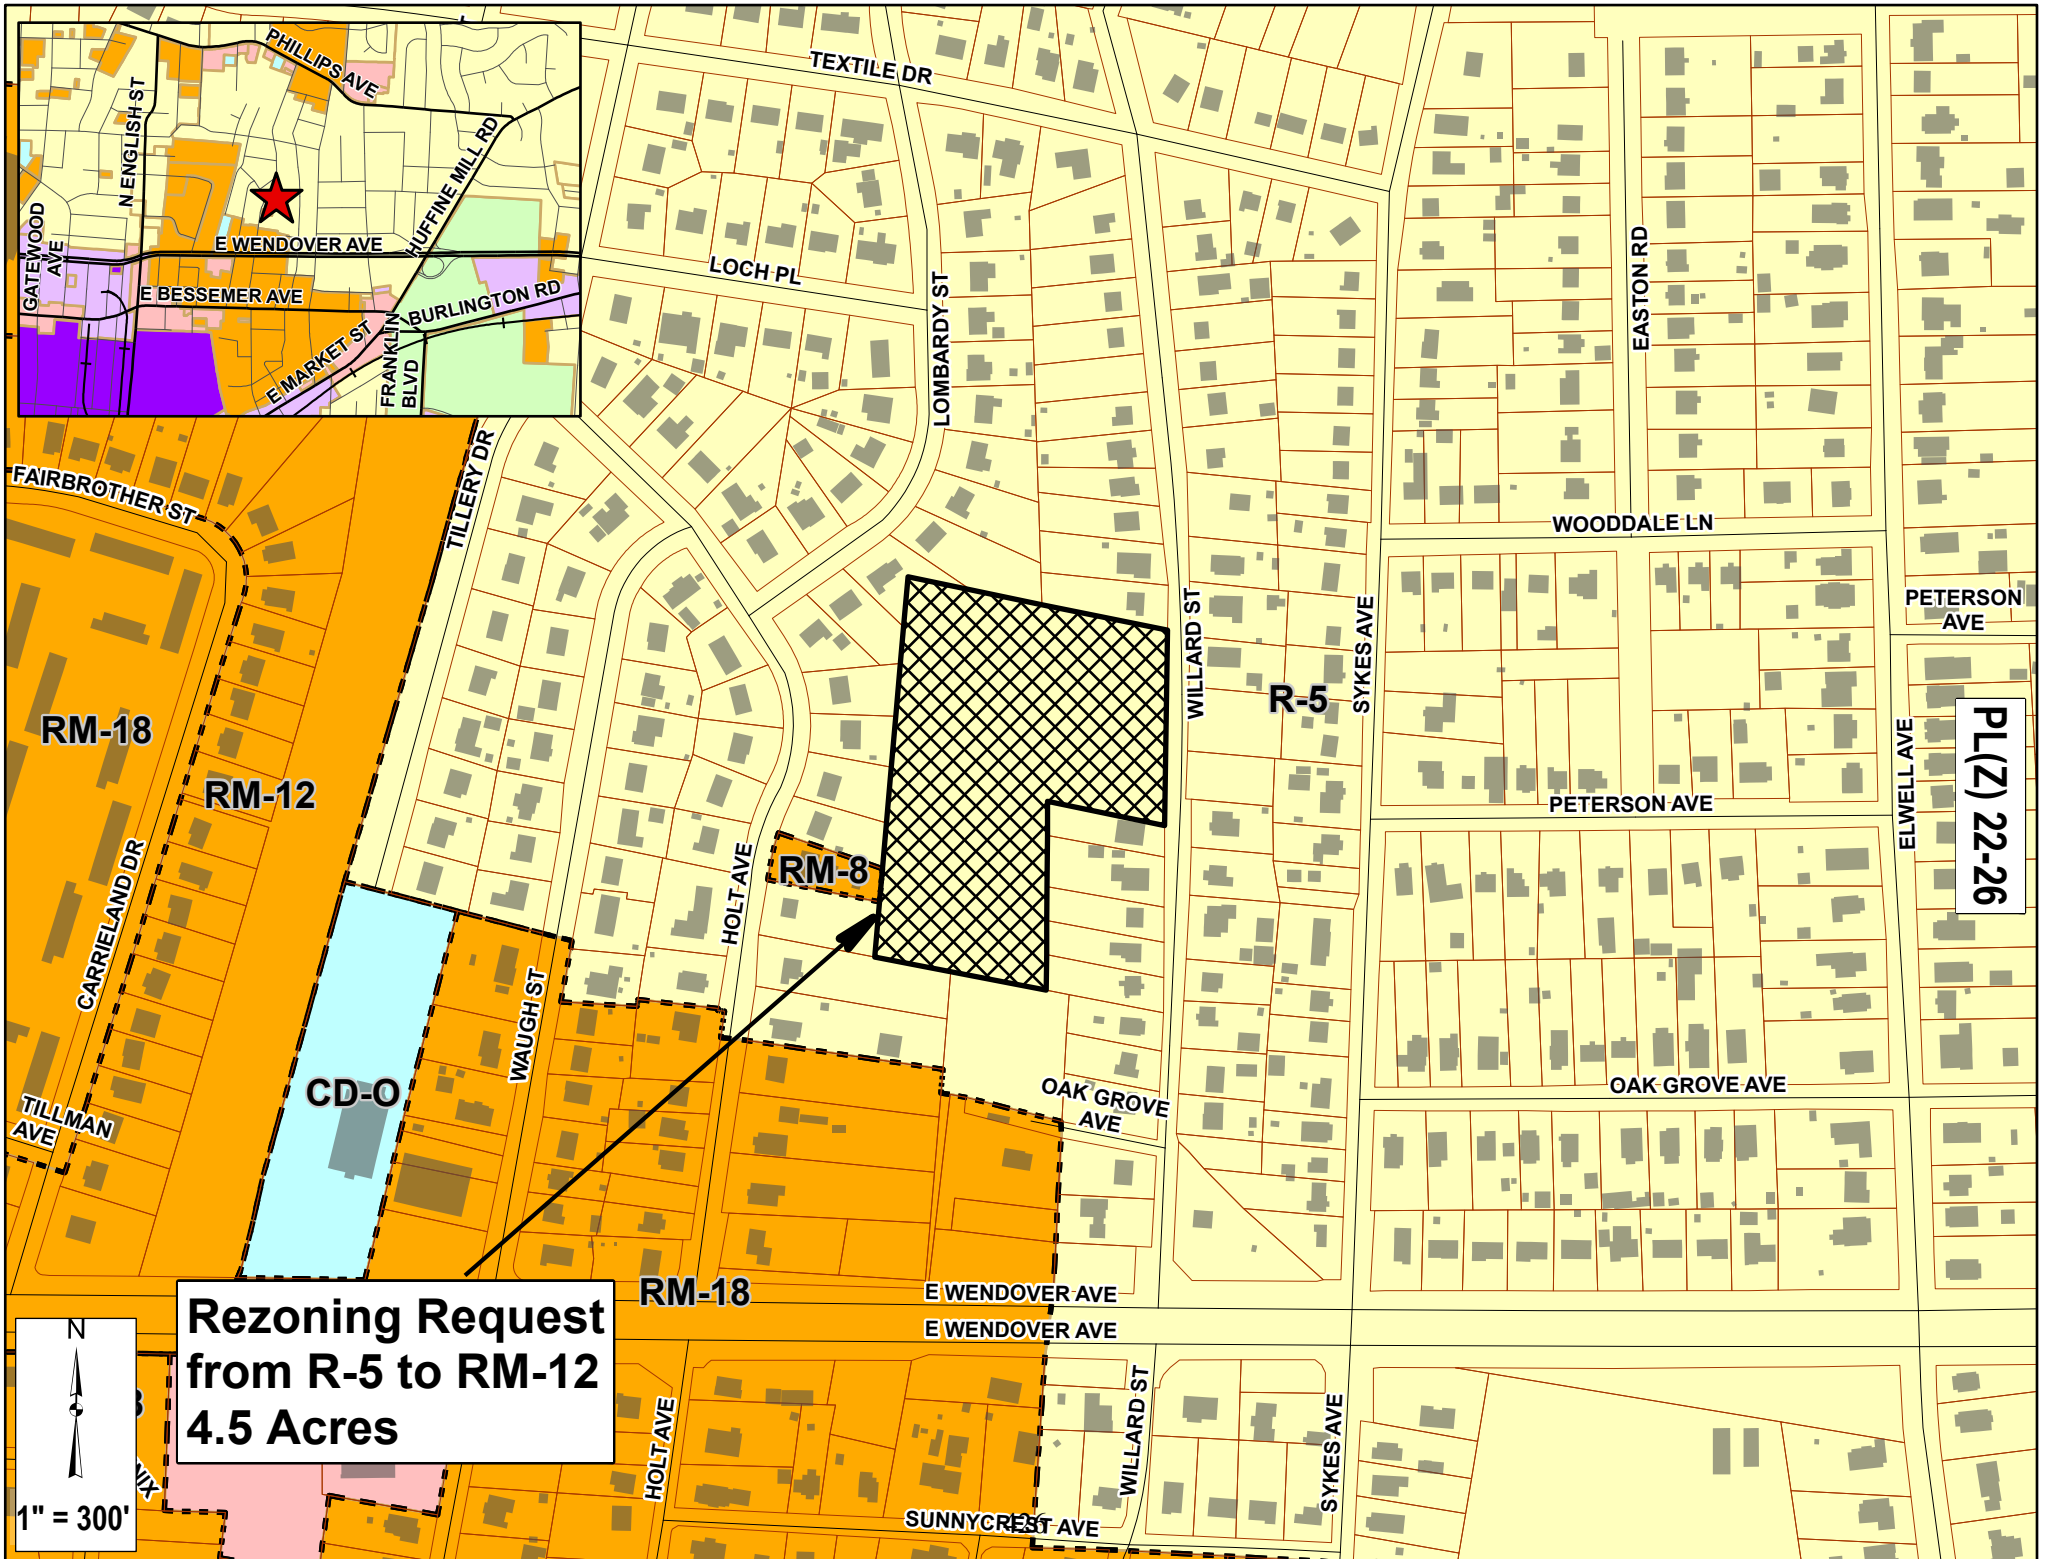 PHILLIPS AVE
N ENGLISH ST
HUFFINE MILL RD
GATEWOOD
AVE
E WENDOVER AVE
E BESSEMER AVE
BURLINGTON RD
E MARKET ST
FRANKLIN
BLVD
TEXTILE DR
LOCH PL
LOMBARDY ST
EASTON RD
TILLERY DR
FAIRBROTHER ST
WOODDALE LN
PETERSON
AVE
WILLARD ST
SYKES AVE
R-5
RM-18
RM-12
PL(Z) 22-26
ELWELL AVE
PETERSON AVE
CARRIELAND DR
HOLT AVE
RM-8
WAUGH ST
CD-O
TILLMAN
AVE
OAK GROVE
AVE
OAK GROVE AVE
RM-18
E WENDOVER AVE
E WENDOVER AVE
Rezoning Request
from R-5 to RM-12
4.5 Acres
N
1" = 300'
HOLT AVE
WILLARD ST
SYKES AVE
SUNNYCREST AVE